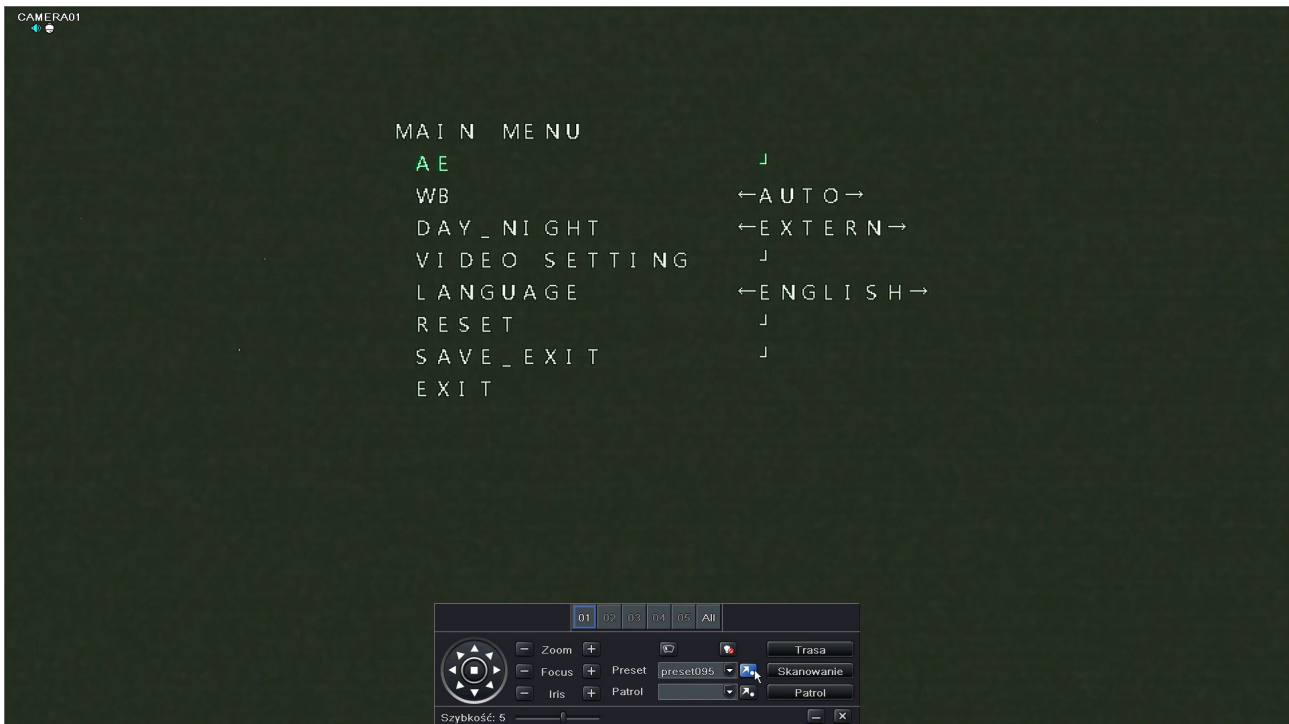 CAMERA01
MAIN MENU
AE ┘
WB ←AUTO→
DAY_NIGHT ←EXTERN→
VIDEO SETTING ┘
LANGUAGE ←ENGLISH→
RESET ┘
SAVE_EXIT ┘
EXIT
01 02 03 04 05 All
− Zoom + Trasa
− Focus + Preset preset095 Skanowanie
− Iris + Patrol Patrol
Szybkość: 5